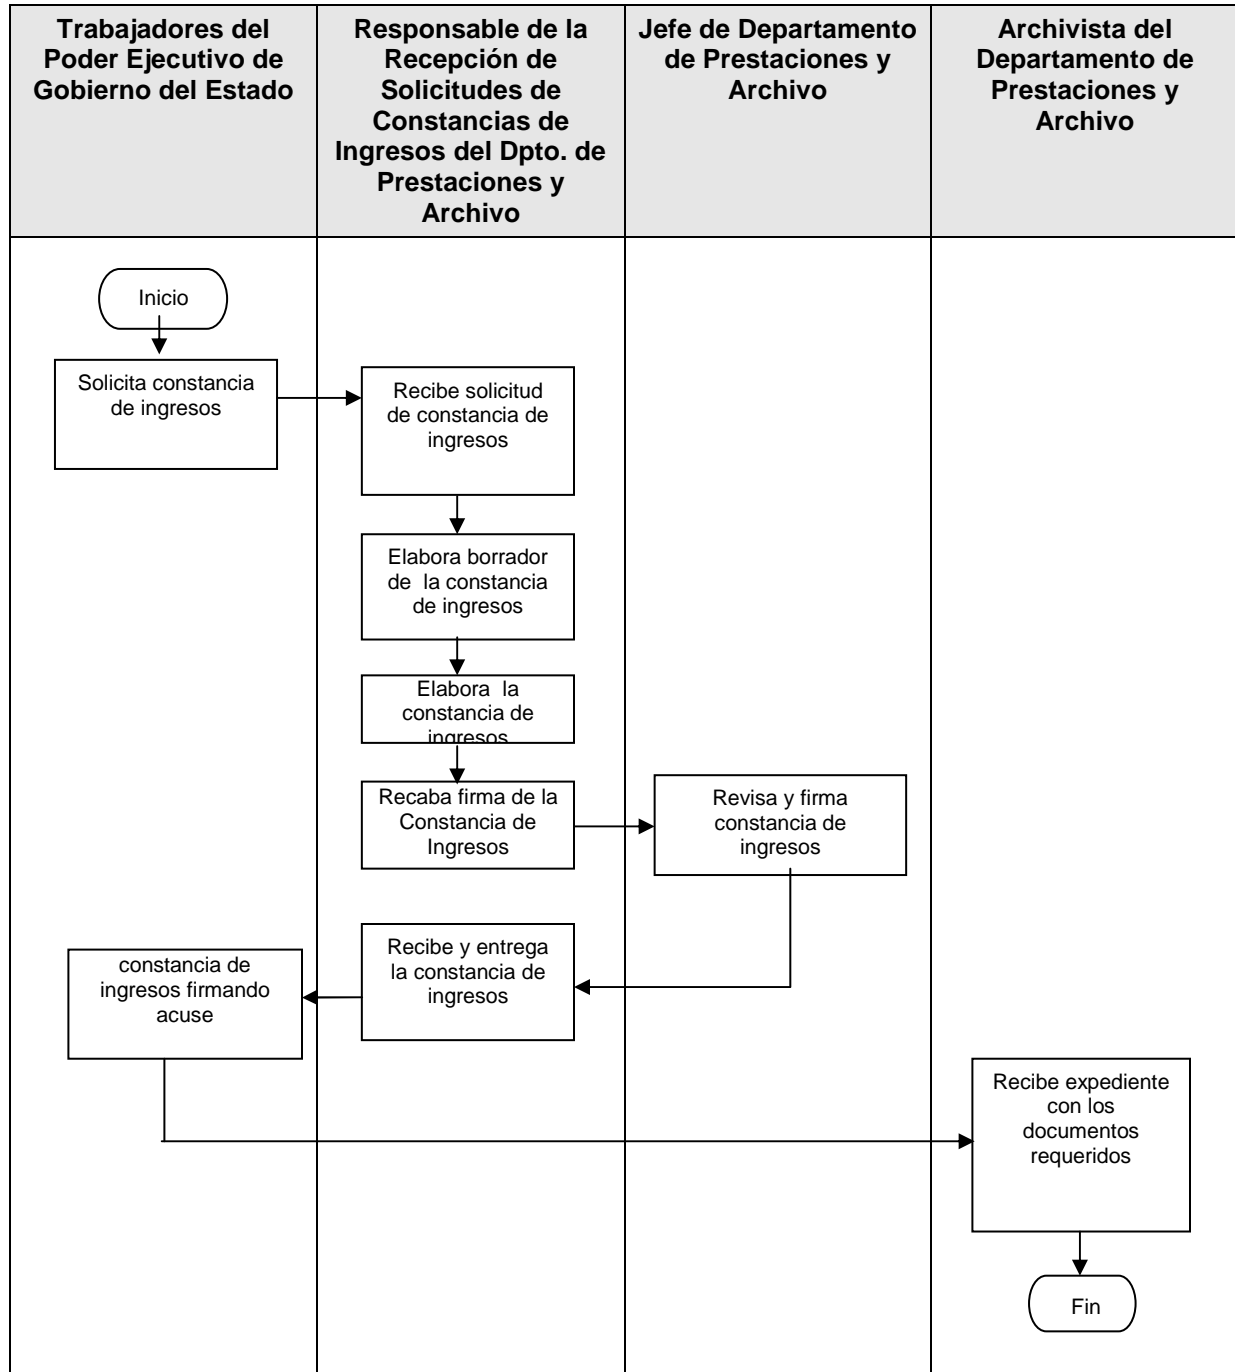 Trabajadores del
Poder Ejecutivo de
Gobierno del Estado
Responsable de la
Recepción de
Solicitudes de
Constancias de
Ingresos del Dpto. de
Prestaciones y
Archivo
Jefe de Departamento
de Prestaciones y
Archivo
Archivista del
Departamento de
Prestaciones y
Archivo
Inicio
Solicita constancia
de ingresos
Recibe solicitud
de constancia de
ingresos
Elabora borrador
de la constancia
de ingresos
Elabora la
constancia de
ingresos
Recaba firma de la
Constancia de
Ingresos
Revisa y firma
constancia de
ingresos
Recibe y entrega
la constancia de
ingresos
constancia de
ingresos firmando
acuse
Recibe expediente
con los
documentos
requeridos
Fin